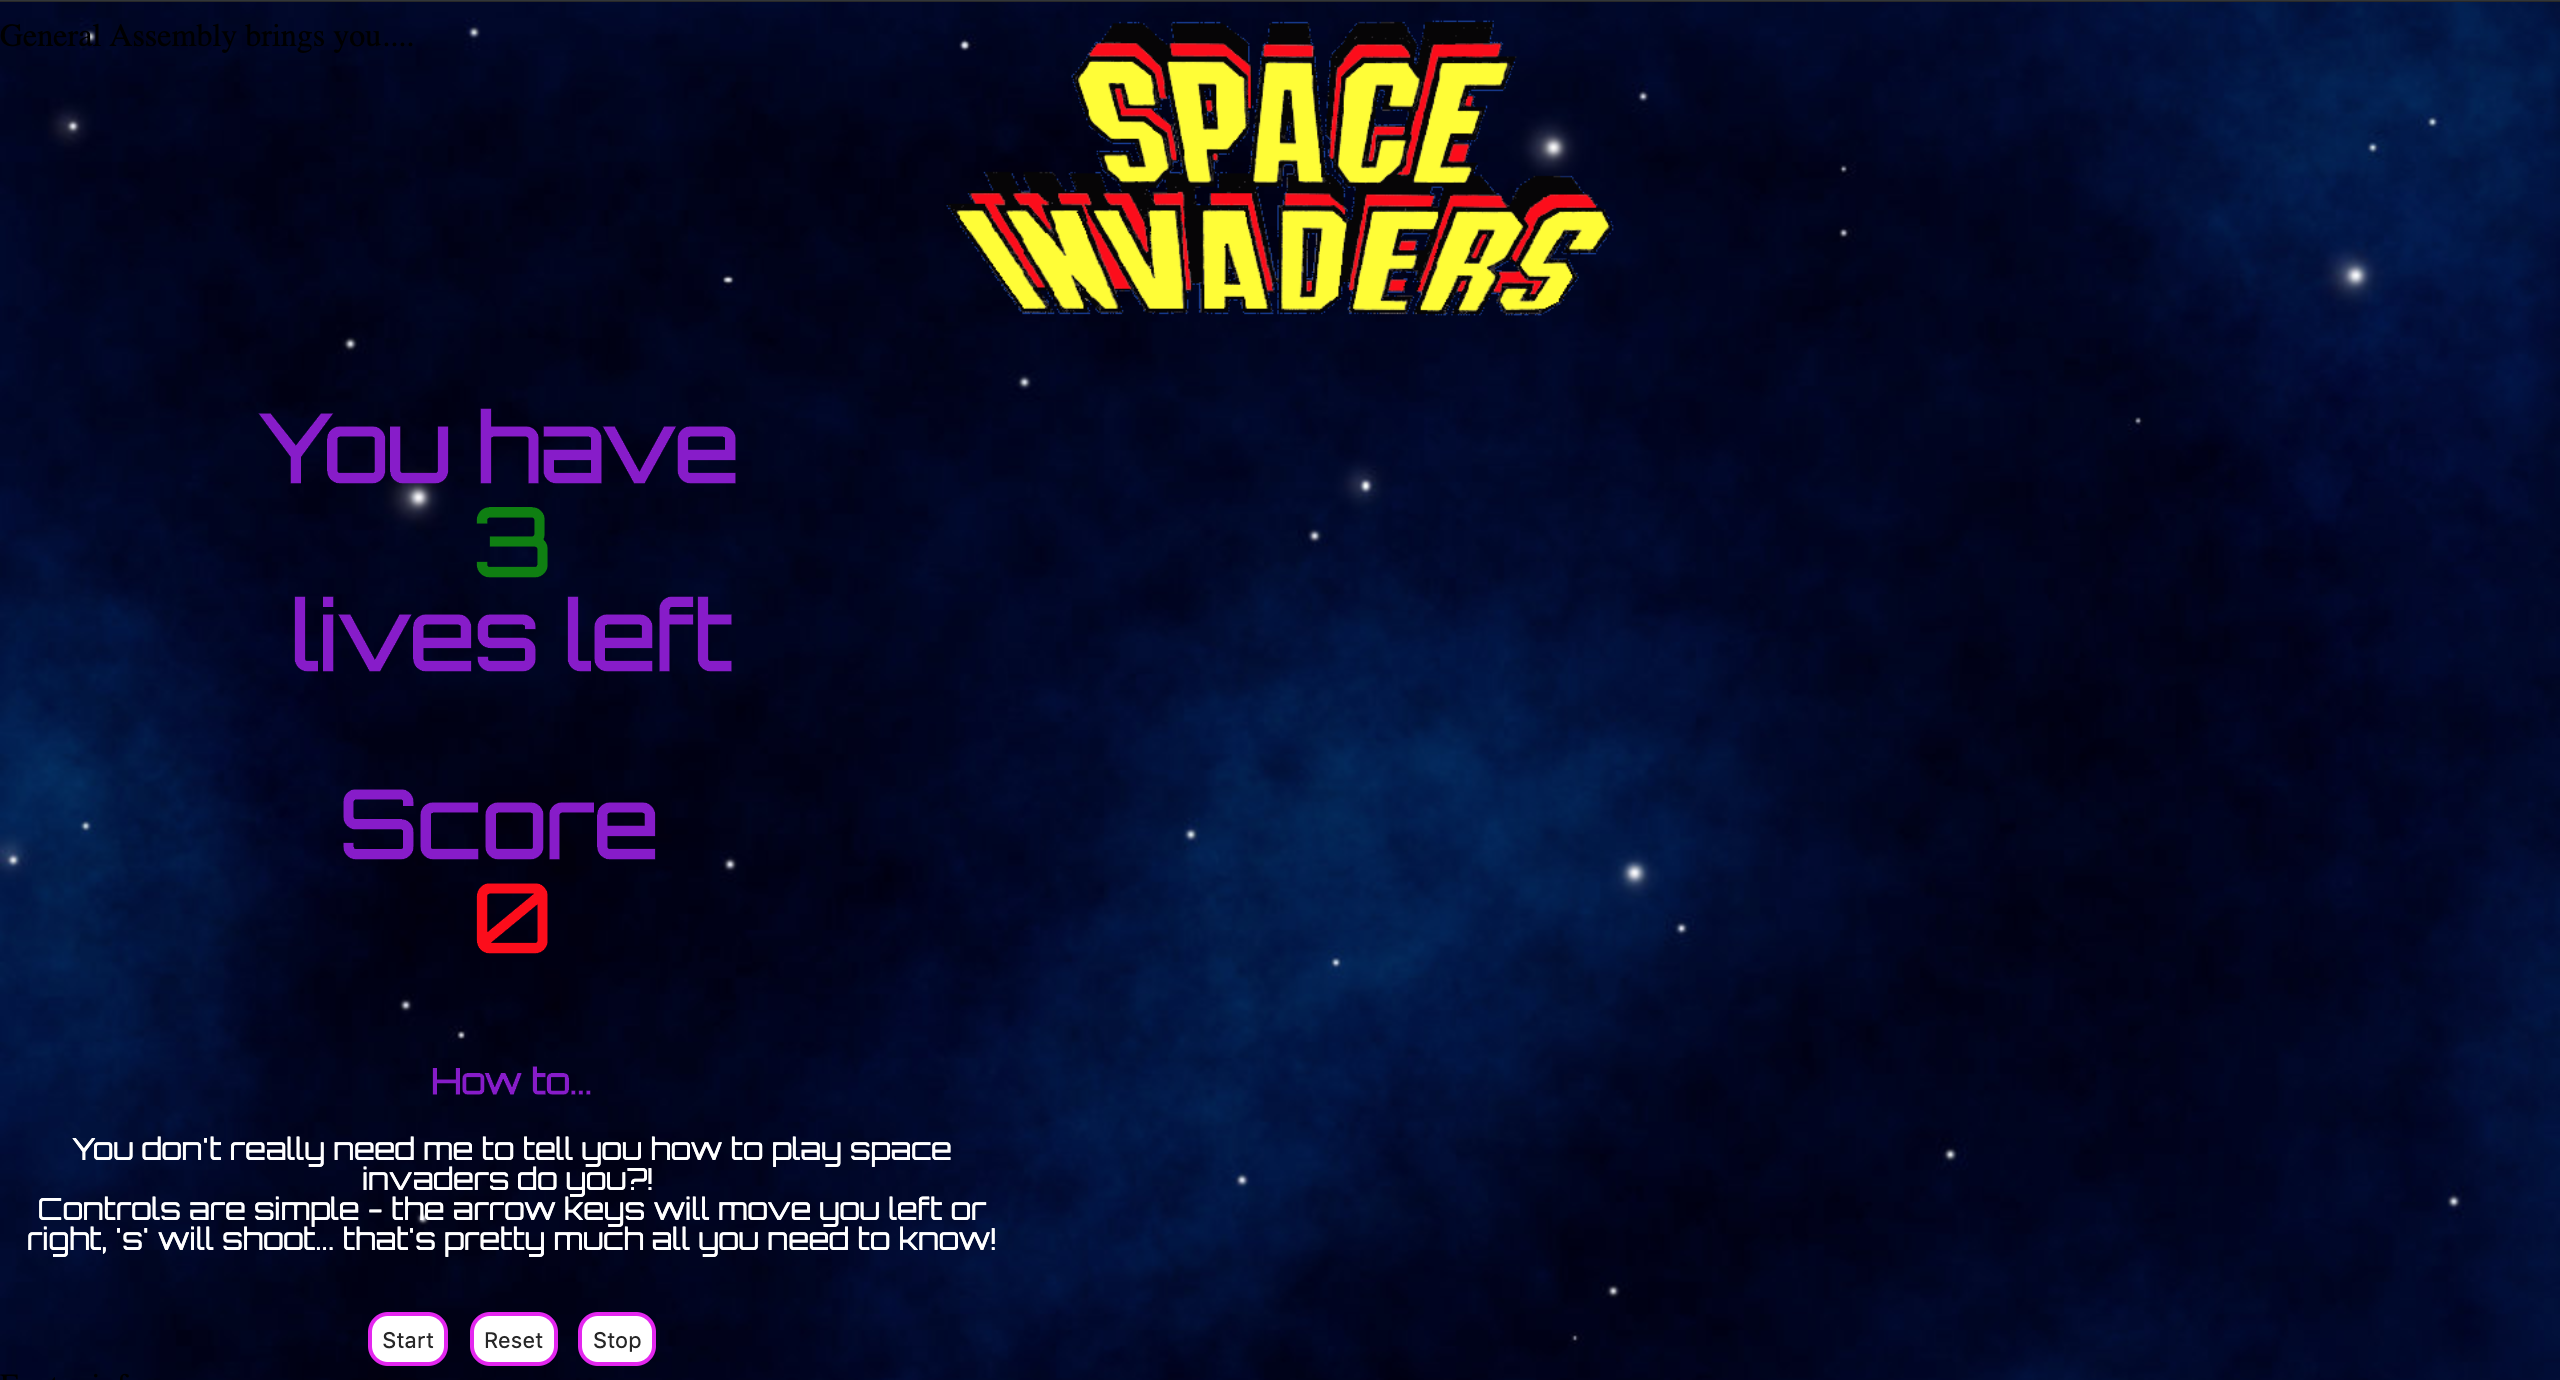 General Assembly brings you....
SPACE
INVADERS
You have
3
lives left
Score
0
How to...
You don't really need me to tell you how to play space
invaders do you?!
Controls are simple - the arrow keys will move you left or
right, 's' will shoot... that's pretty much all you need to know!
Start Reset Stop